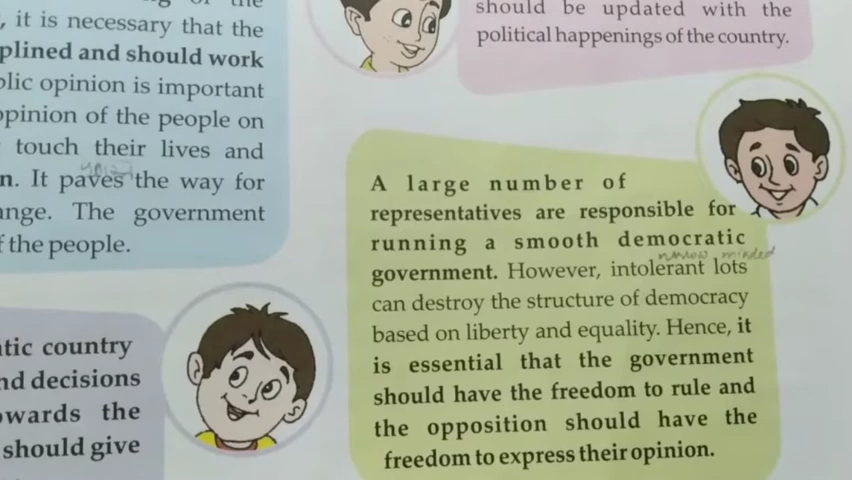 , it is necessary that the
plined and should work
blic opinion is important
opinion of the people on
touch their lives and
n. It paves the way for
ange. The government
f the people.
should be updated with the
political happenings of the country.
A large number of
representatives are responsible for
running a smooth democratic
narrow minded
government. However, intolerant lots
can destroy the structure of democracy
based on liberty and equality. Hence, it
is essential that the government
should have the freedom to rule and
the opposition should have the
freedom to express their opinion.
atic country
nd decisions
owards the
should give